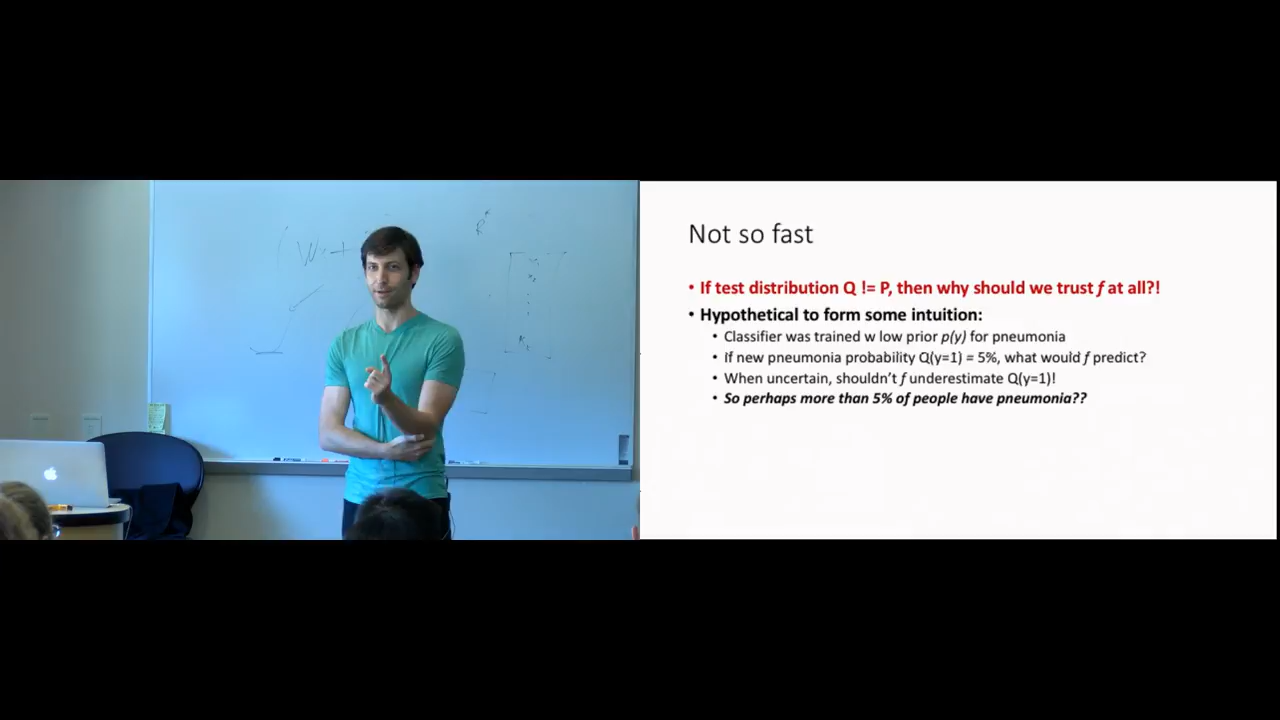 W +
R
Not so fast
• If test distribution Q != P, then why should we trust f at all?!
• Hypothetical to form some intuition:
• Classifier was trained w low prior p(y) for pneumonia
• If new pneumonia probability Q(y=1) = 5%, what would f predict?
• When uncertain, shouldn't f underestimate Q(y=1)!
• So perhaps more than 5% of people have pneumonia??